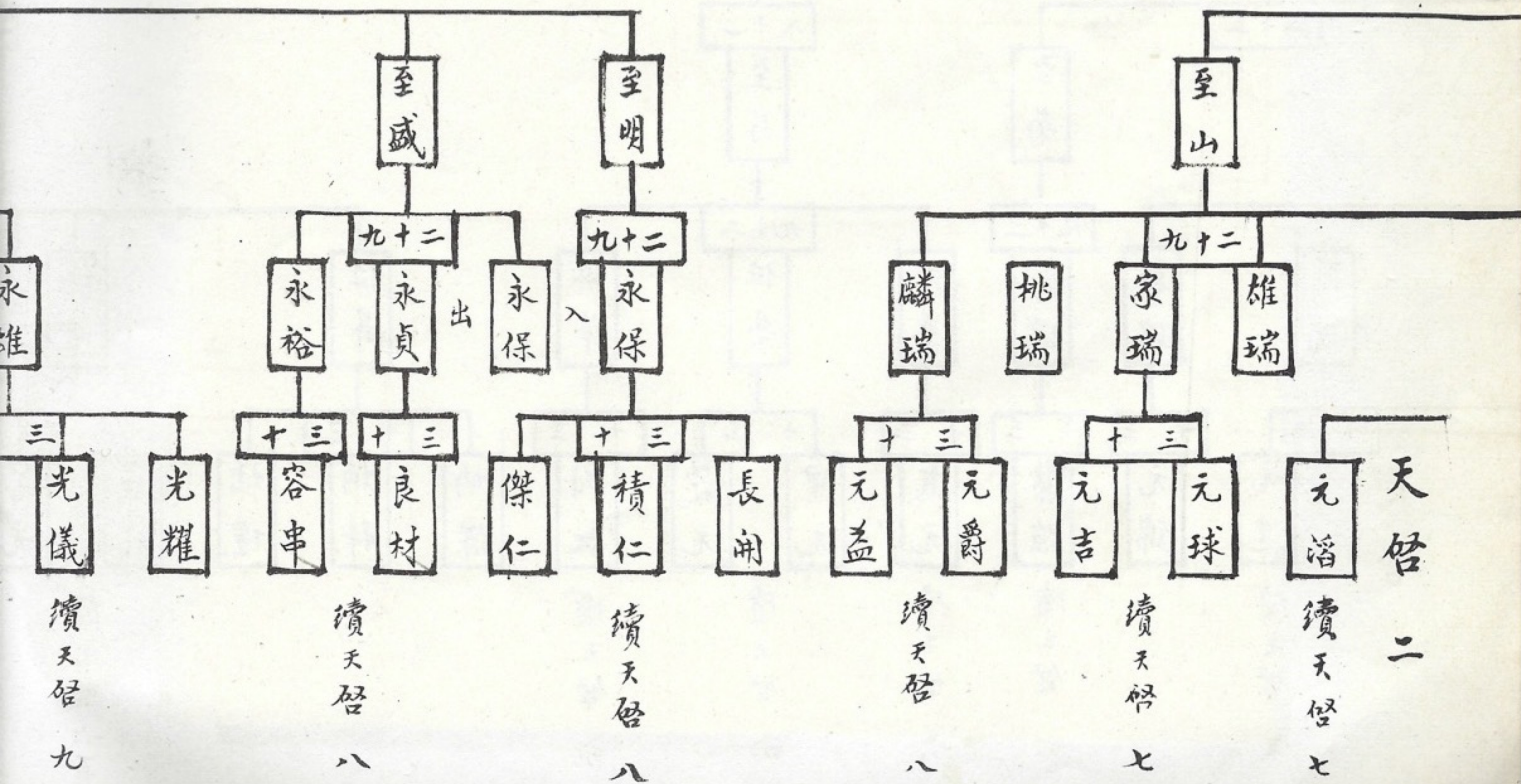 天啓二
至山
至明
至盛
二十九
二十九
二十九
雄瑞
家瑞
桃瑞
麟瑞
永保
入
永保
出
永貞
永裕
永雄
三十
三十
三十
三十
三十
三
元滔
元球
元吉
元爵
元益
長開
積仁
傑仁
良材
容串
光耀
光儀
續天啓七
續天啓七
續天啓八
續天啓八
續天啓八
續天啓九